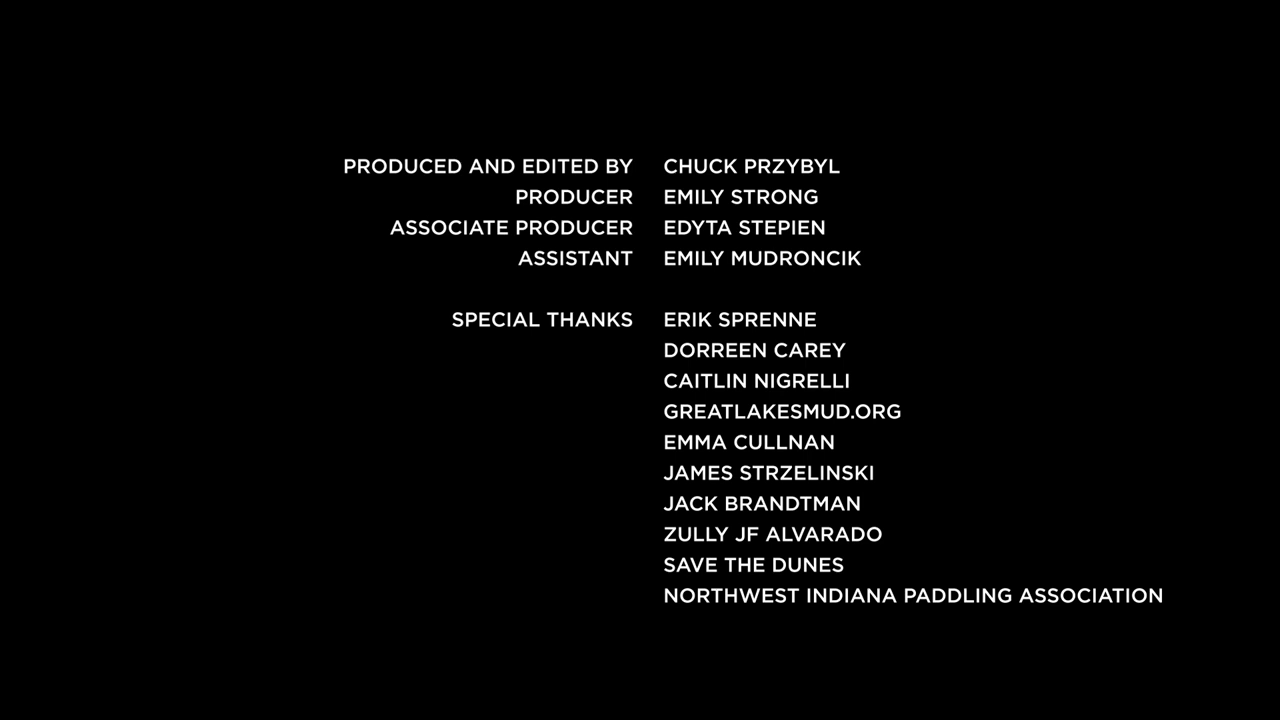 PRODUCED AND EDITED BY CHUCK PRZYBYL
PRODUCER EMILY STRONG
ASSOCIATE PRODUCER EDYTA STEPIEN
ASSISTANT EMILY MUDRONCIK
SPECIAL THANKS ERIK SPRENNE
DORREEN CAREY
CAITLIN NIGRELLI
GREATLAKESMUD.ORG
EMMA CULLNAN
JAMES STRZELINSKI
JACK BRANDTMAN
ZULLY JF ALVARADO
SAVE THE DUNES
NORTHWEST INDIANA PADDLING ASSOCIATION